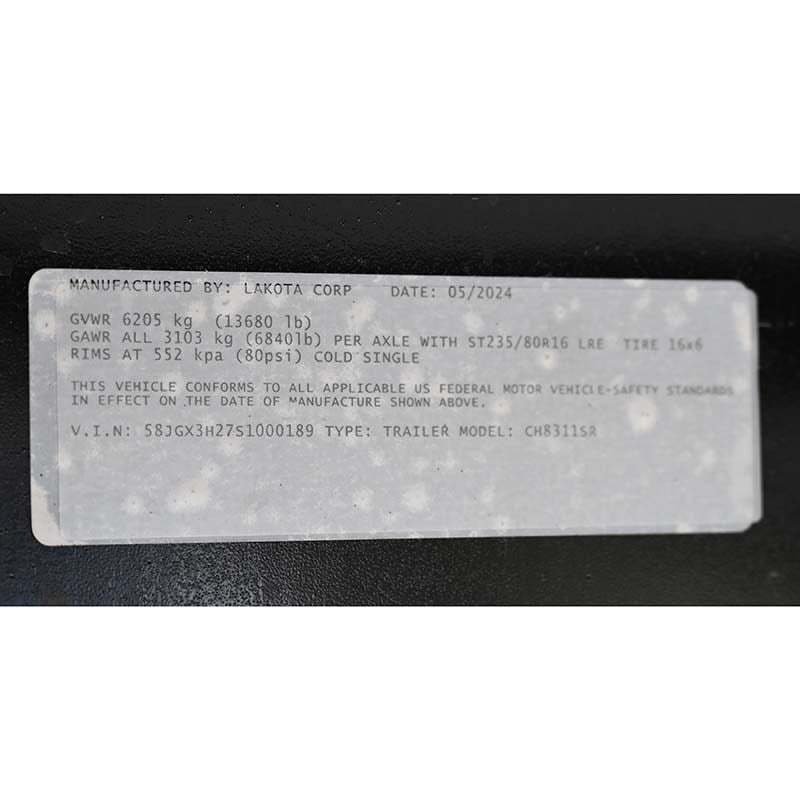 MANUFACTURED BY: LAKOTA CORP DATE: 05/2024
GVWR 6205 kg (13680 lb)
GAWR ALL 3103 kg (6840lb) PER AXLE WITH ST235/80R16 LRE TIRE 16x6
RIMS AT 552 kpa (80psi) COLD SINGLE
THIS VEHICLE CONFORMS TO ALL APPLICABLE US FEDERAL MOTOR VEHICLE-SAFETY STANDARDS
IN EFFECT ON THE DATE OF MANUFACTURE SHOWN ABOVE.
V.I.N: 58JGX3H27S1000189 TYPE: TRAILER MODEL: CH8311SR